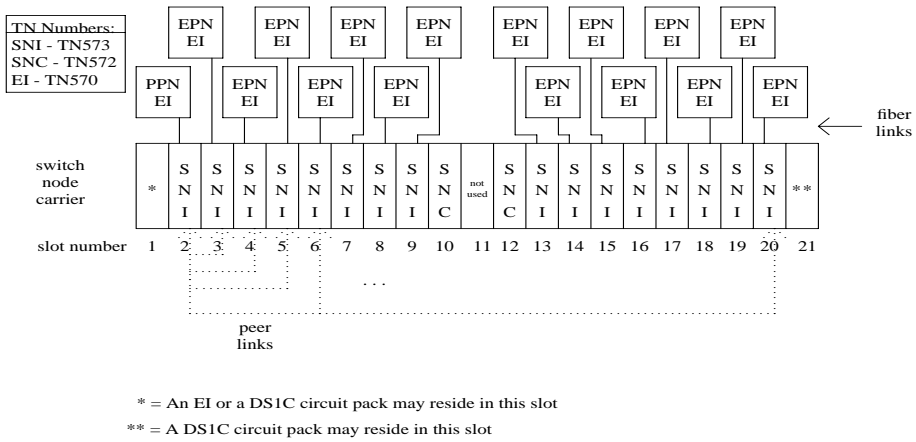 TN Numbers:
SNI - TN573
SNC - TN572
EI - TN570
EPN EPN EPN EPN EPN EPN EPN EPN
EI EI EI EI EI EI EI EI
PPN EPN EPN EPN EPN EPN EPN EPN
EI EI EI EI EI EI EI EI
fiber
links
switch
node
carrier
S S S S S S S S S S S S S S S S S S
* N N N N N N N N N not used N N N N N N N N N **
I I I I I I I I C C I I I I I I I I
slot number 1 2 3 4 5 6 7 8 9 10 11 12 13 14 15 16 17 18 19 20 21
. . .
peer
links
* = An EI or a DS1C circuit pack may reside in this slot
** = A DS1C circuit pack may reside in this slot